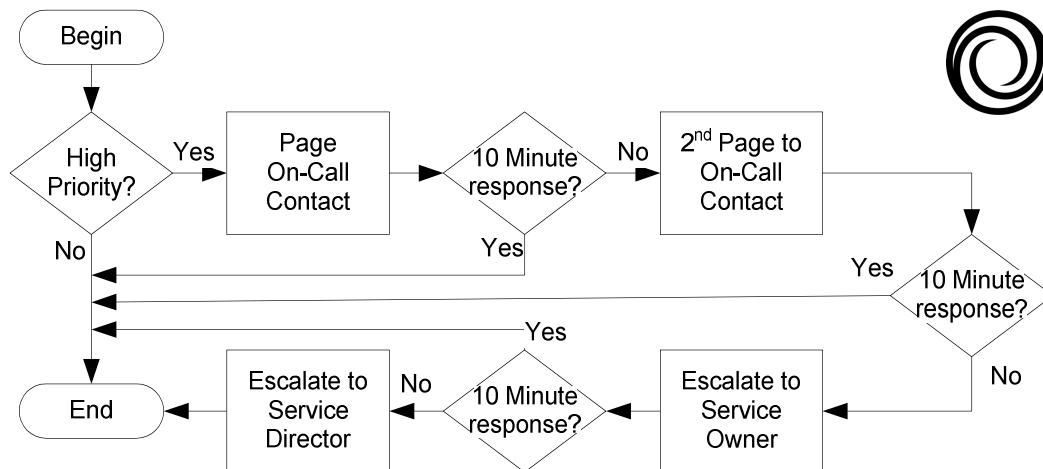 Begin
High
Priority?
Yes
No
Page
On-Call
Contact
10 Minute
response?
No
Yes
2nd Page to
On-Call
Contact
10 Minute
response?
Yes
No
Escalate to
Service
Owner
10 Minute
response?
Yes
No
Escalate to
Service
Director
End